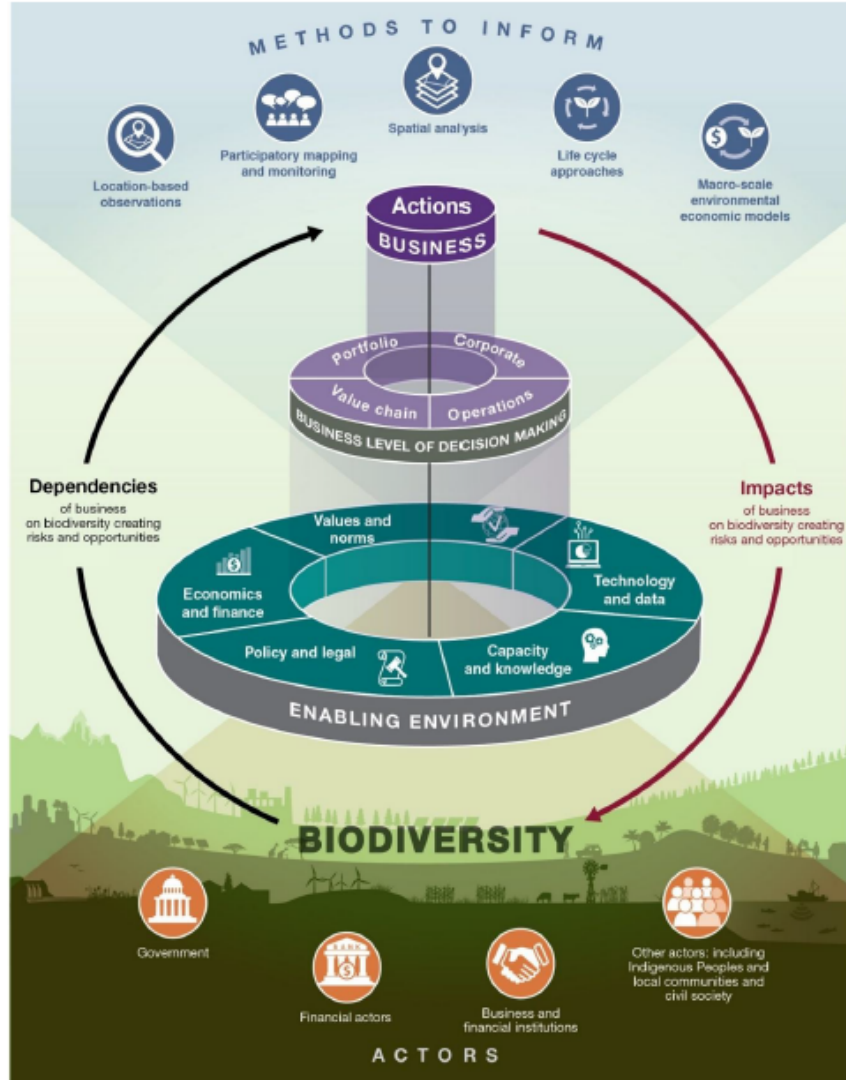 METHODS TO INFORM
Location-based
observations
Participatory mapping
and monitoring
Spatial analysis
Life cycle
approaches
Macro-scale
environmental
economic models
Actions
BUSINESS
Portfolio
Corporate
Value chain
Operations
BUSINESS LEVEL OF DECISION MAKING
Dependencies
of business
on biodiversity creating
risks and opportunities
Impacts
of business
on biodiversity creating
risks and opportunities
Values and
norms
Economics
and finance
Technology
and data
Policy and legal
Capacity
and knowledge
ENABLING ENVIRONMENT
BIODIVERSITY
Government
BANK
Financial actors
Business and
financial institutions
Other actors: including
Indigenous Peoples and
local communities and
civil society
ACTORS